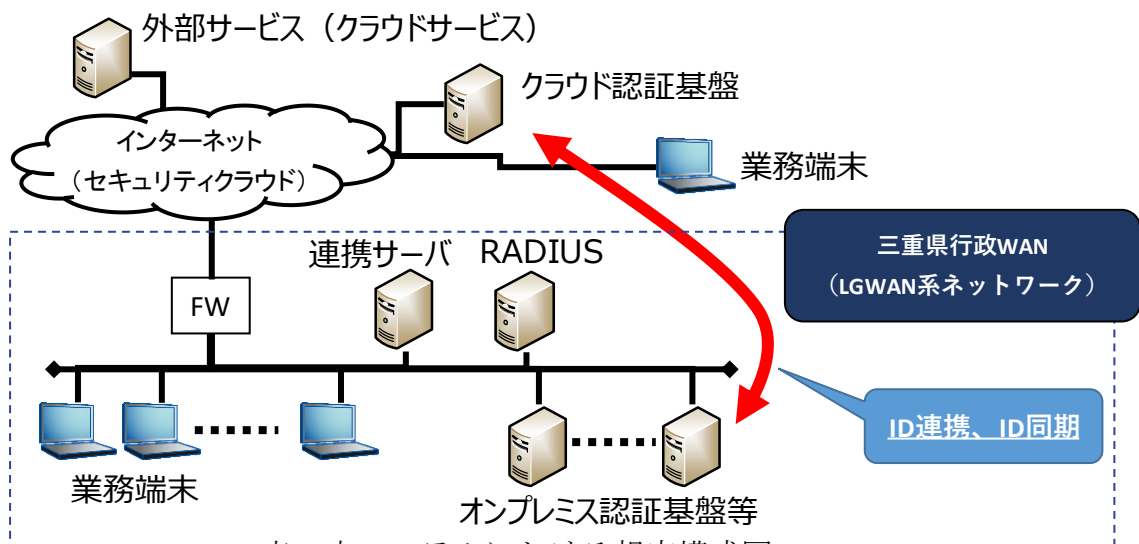 外部サービス（クラウドサービス）
クラウド認証基盤
インターネット
（セキュリティクラウド）
業務端末
三重県行政WAN
（LGWAN系ネットワーク）
連携サーバ RADIUS
FW
ID連携、ID同期
業務端末
オンプレミス認証基盤等